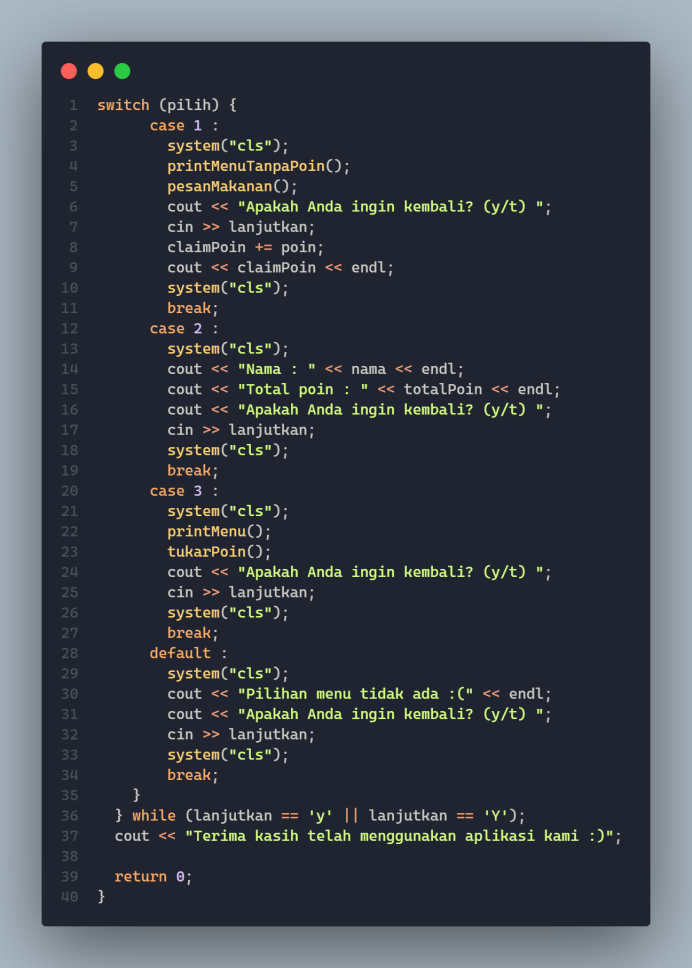 1 switch (pilih) {
2       case 1 :
3         system("cls");
4         printMenuTanpaPoin();
5         pesanMakanan();
6         cout << "Apakah Anda ingin kembali? (y/t) ";
7         cin >> lanjutkan;
8         claimPoin += poin;
9         cout << claimPoin << endl;
10         system("cls");
11         break;
12       case 2 :
13         system("cls");
14         cout << "Nama : " << nama << endl;
15         cout << "Total poin : " << totalPoin << endl;
16         cout << "Apakah Anda ingin kembali? (y/t) ";
17         cin >> lanjutkan;
18         system("cls");
19         break;
20       case 3 :
21         system("cls");
22         printMenu();
23         tukarPoin();
24         cout << "Apakah Anda ingin kembali? (y/t) ";
25         cin >> lanjutkan;
26         system("cls");
27         break;
28       default :
29         system("cls");
30         cout << "Pilihan menu tidak ada :(" << endl;
31         cout << "Apakah Anda ingin kembali? (y/t) ";
32         cin >> lanjutkan;
33         system("cls");
34         break;
35     }
36   } while (lanjutkan == 'y' || lanjutkan == 'Y');
37   cout << "Terima kasih telah menggunakan aplikasi kami :)";
38
39   return 0;
40 }